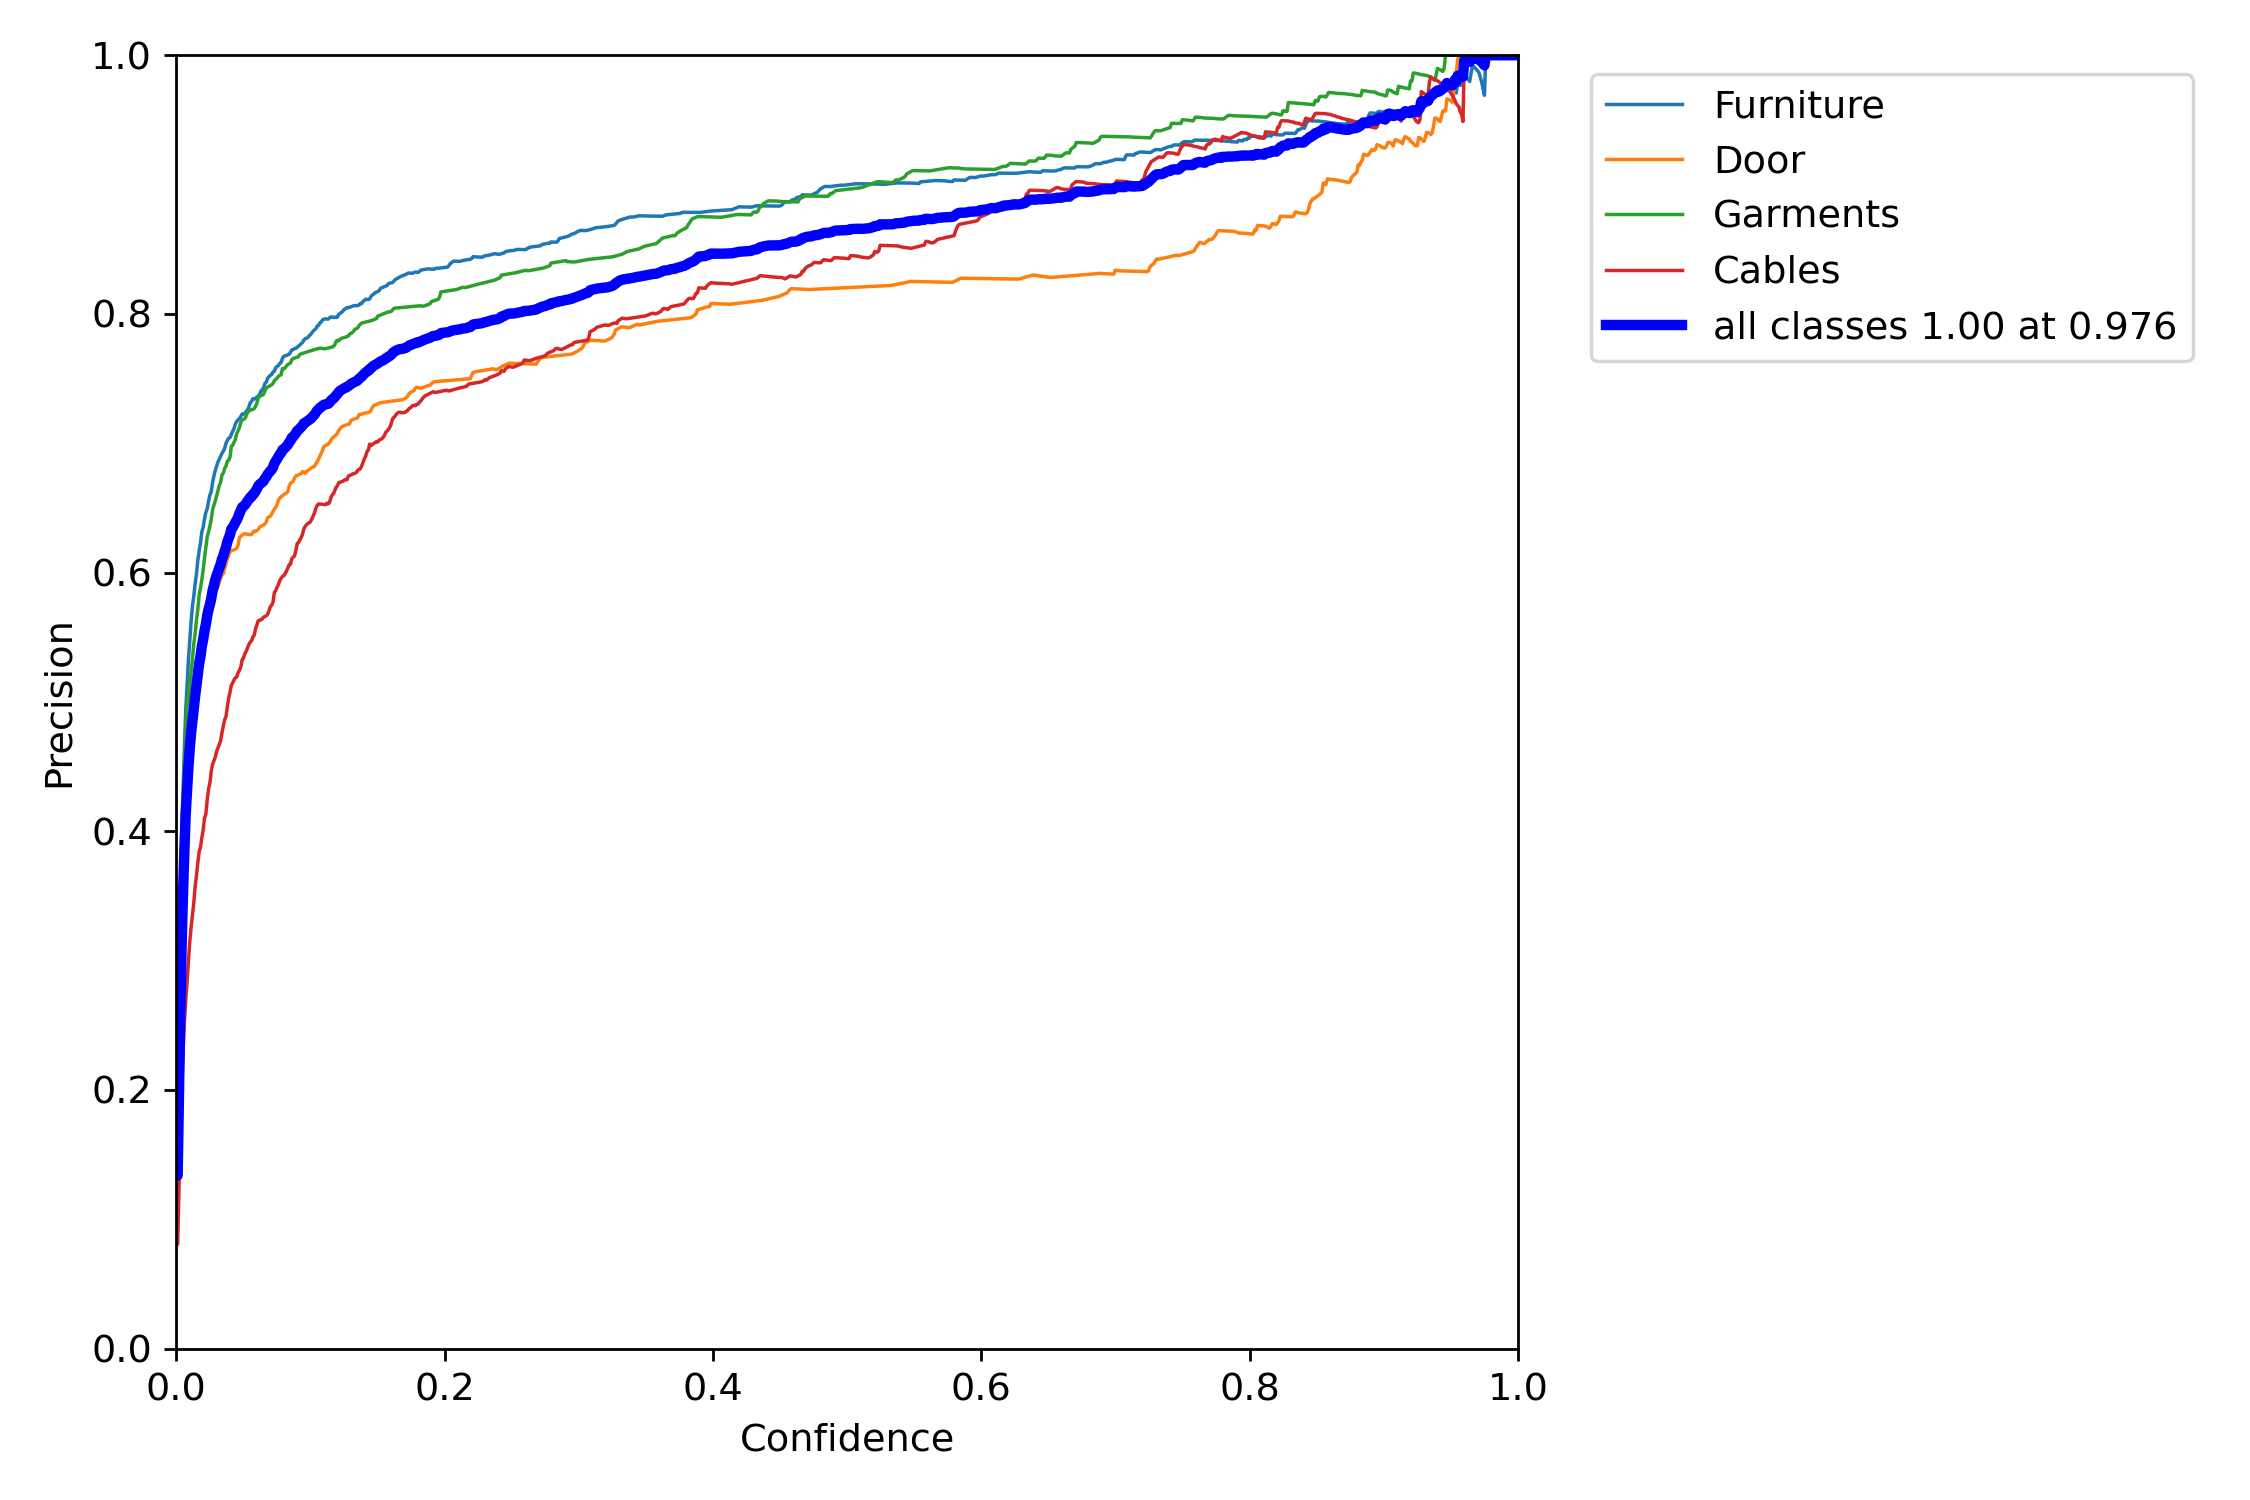 1.0
0.8
0.6
0.4
0.2
0.0
0.0 0.2 0.4 0.6 0.8 1.0
Precision
Confidence
Furniture
Door
Garments
Cables
all classes 1.00 at 0.976